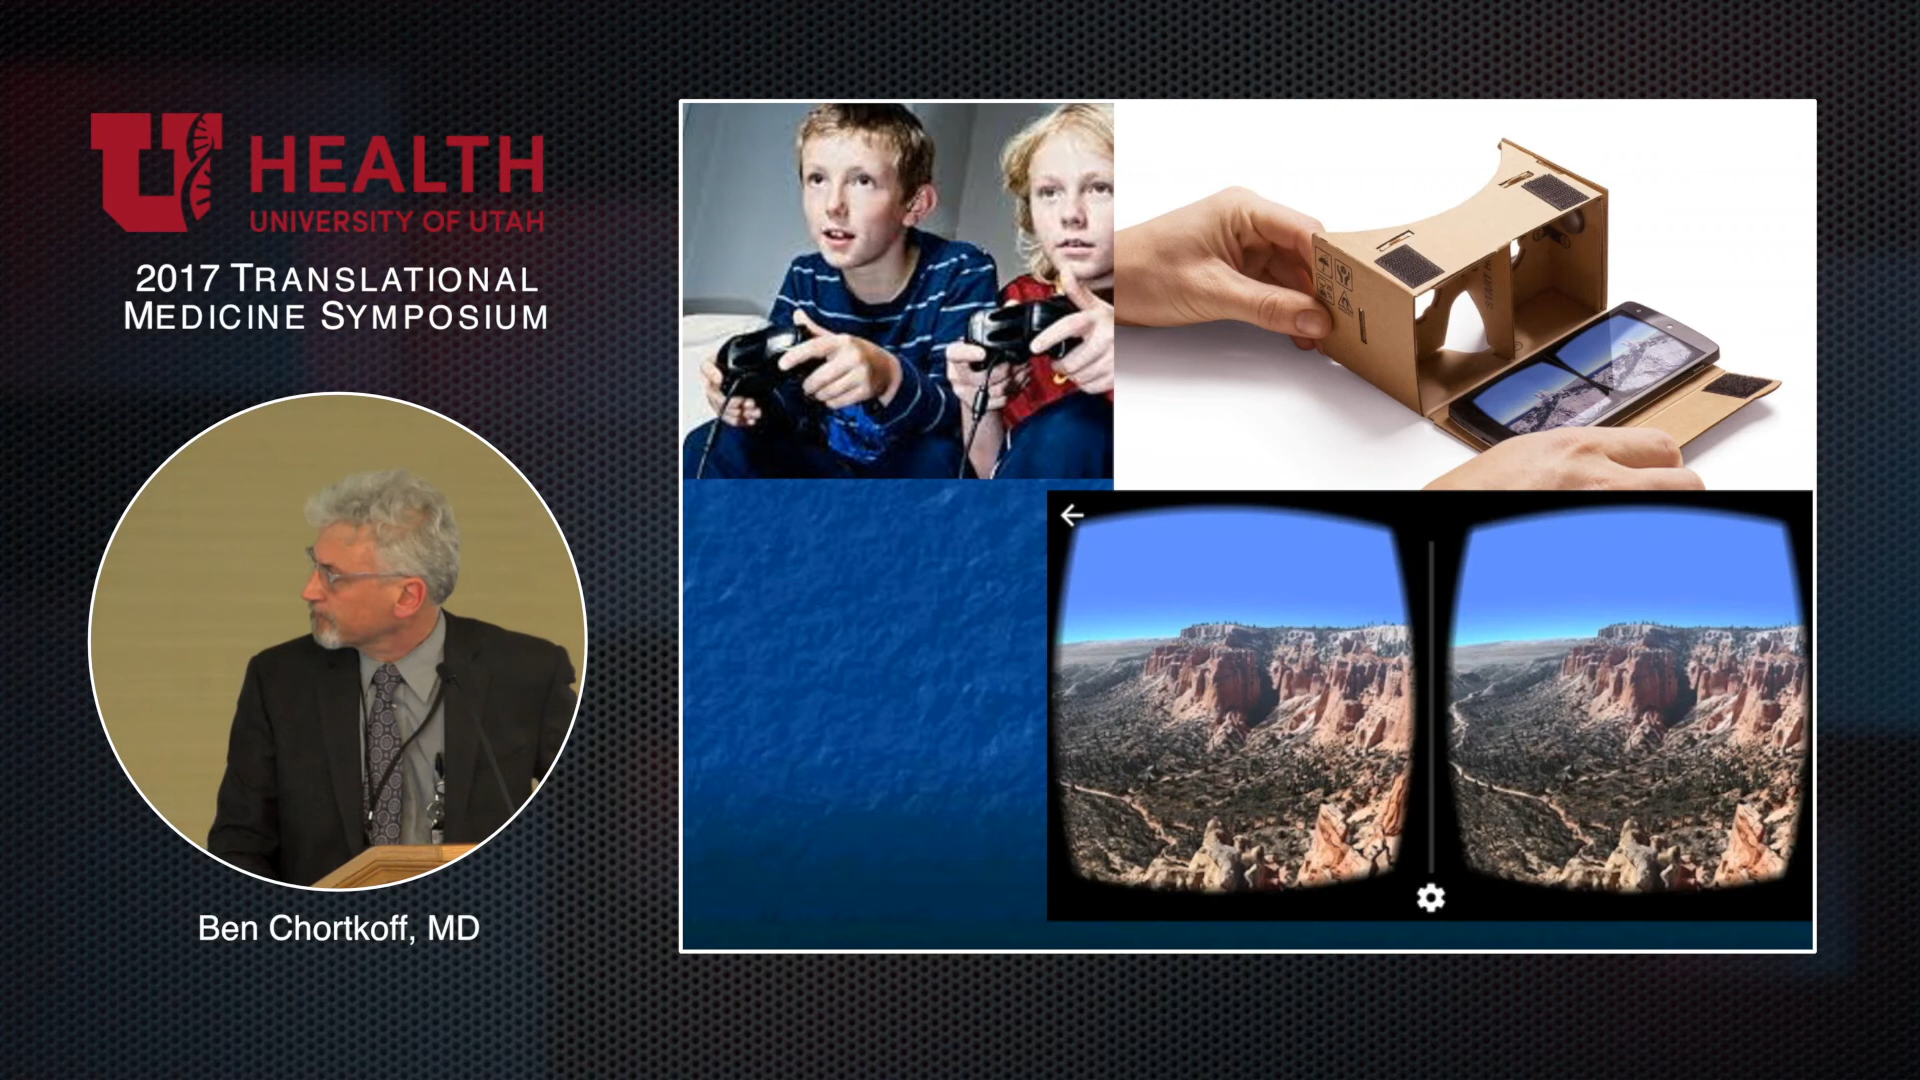 HEALTH
UNIVERSITY OF UTAH
2017 TRANSLATIONAL
MEDICINE SYMPOSIUM
Ben Chortkoff, MD